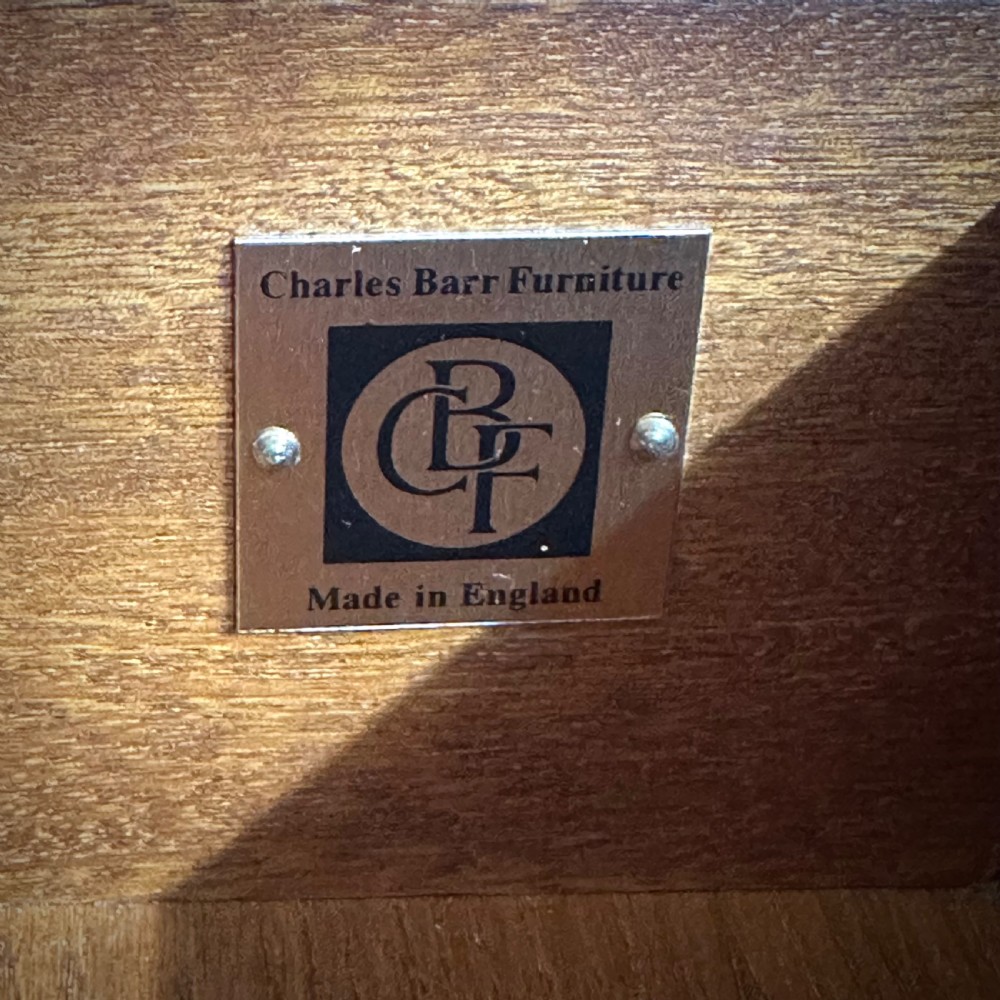 Charles Barr Furniture
CBF
Made in England